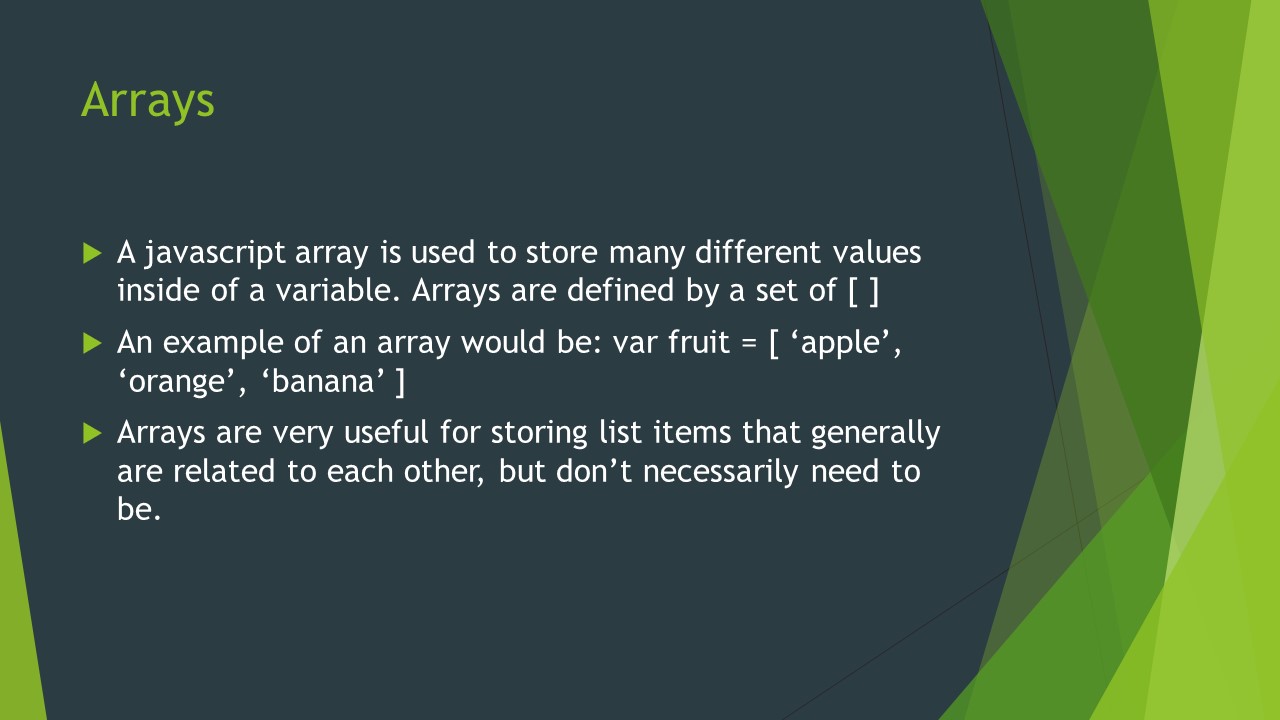 Arrays
A javascript array is used to store many different values
inside of a variable. Arrays are defined by a set of [ ]
An example of an array would be: var fruit = [ ‘apple’,
‘orange’, ‘banana’ ]
Arrays are very useful for storing list items that generally
are related to each other, but don’t necessarily need to
be.